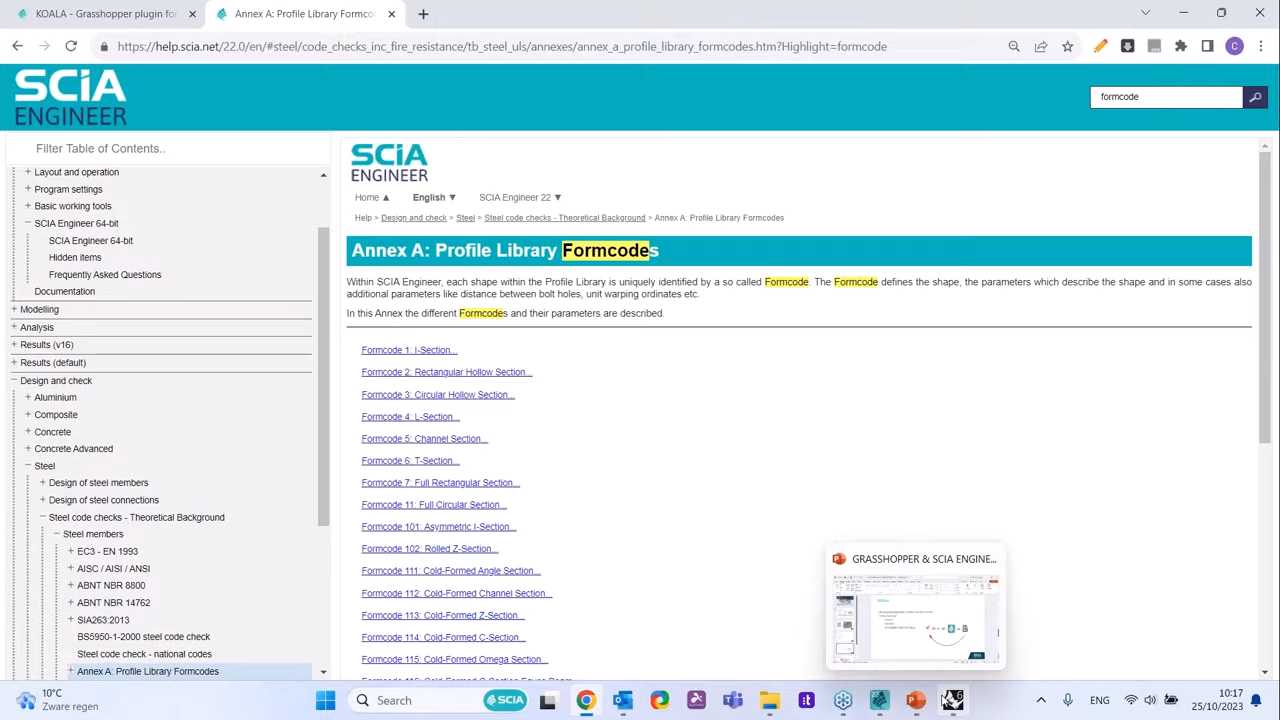 KOALA - Grasshopper plugin for
Annex A: Profile Library Formcod
https://help.scia.net/22.0/en/#steel/code_checks_inc_fire_resistance/tb_steel_uls/annexes/annex_a_profile_library_formcodes.htm?Highlight=formcode
C
SCIA
ENGINEER
formcode
Filter Table of Contents..
Layout and operation
Program settings
Basic working tools
SCIA Engineer 64-bit
SCIA Engineer 64-bit
Hidden items
Frequently Asked Questions
Documentation
Modelling
Analysis
Results (v16)
Results (default)
Design and check
Aluminium
Composite
Concrete
Concrete Advanced
Steel
Design of steel members
Design of steel connections
Steel code checks - Theoretical Background
Steel members
EC3 - EN 1993
AISC / AISI / ANSI
ABNT NBR 8800
ABNT NBR 14762
SIA263:2013
BS5950-1-2000 steel code check
Steel code check - national codes
Annex A: Profile Library Formcodes
SCIA
ENGINEER
Home ▲ English ▼ SCIA Engineer 22 ▼
Help > Design and check > Steel > Steel code checks - Theoretical Background > Annex A: Profile Library Formcodes
Annex A: Profile Library Formcodes
Within SCIA Engineer, each shape within the Profile Library is uniquely identified by a so called Formcode. The Formcode defines the shape, the parameters which describe the shape and in some cases also
additional parameters like distance between bolt holes, unit warping ordinates etc.
In this Annex the different Formcodes and their parameters are described.
Formcode 1: I-Section...
Formcode 2: Rectangular Hollow Section...
Formcode 3: Circular Hollow Section...
Formcode 4: L-Section...
Formcode 5: Channel Section...
Formcode 6: T-Section...
Formcode 7: Full Rectangular Section...
Formcode 11: Full Circular Section...
Formcode 101: Asymmetric I-Section...
Formcode 102: Rolled Z-Section...
Formcode 111: Cold-Formed Angle Section...
Formcode 112: Cold-Formed Channel Section...
Formcode 113: Cold-Formed Z-Section...
Formcode 114: Cold-Formed C-Section...
Formcode 115: Cold-Formed Omega Section...
GRASSHOPPER & SCIA ENGINE...
10°C
Zware regen
Search
SCIA
ENG
10:17
25/10/2023